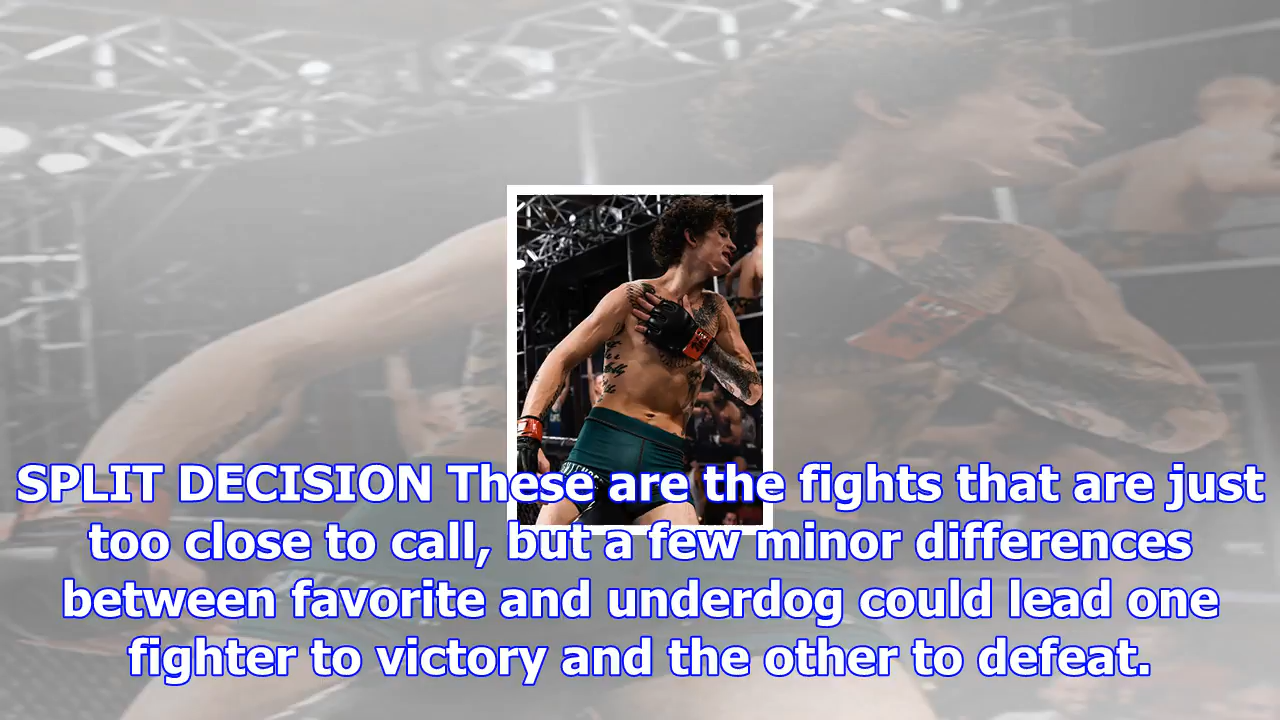 SPLIT DECISION These are the fights that are just
too close to call, but a few minor differences
between favorite and underdog could lead one
fighter to victory and the other to defeat.